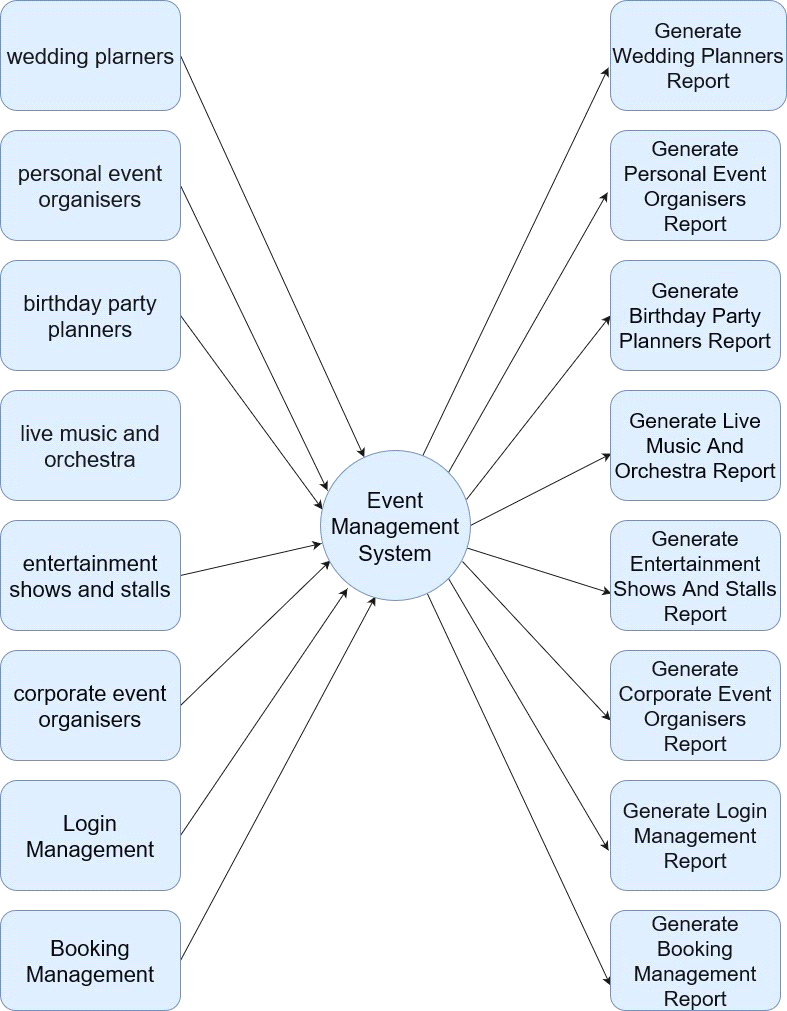 wedding plarners
personal event
organisers
birthday party
planners
live music and
orchestra
entertainment
shows and stalls
corporate event
organisers
Login
Management
Booking
Management
Event
Management
System
Generate
Wedding Planners
Report
Generate
Personal Event
Organisers
Report
Generate
Birthday Party
Planners Report
Generate Live
Music And
Orchestra Report
Generate
Entertainment
Shows And Stalls
Report
Generate
Corporate Event
Organisers
Report
Generate Login
Management
Report
Generate
Booking
Management
Report